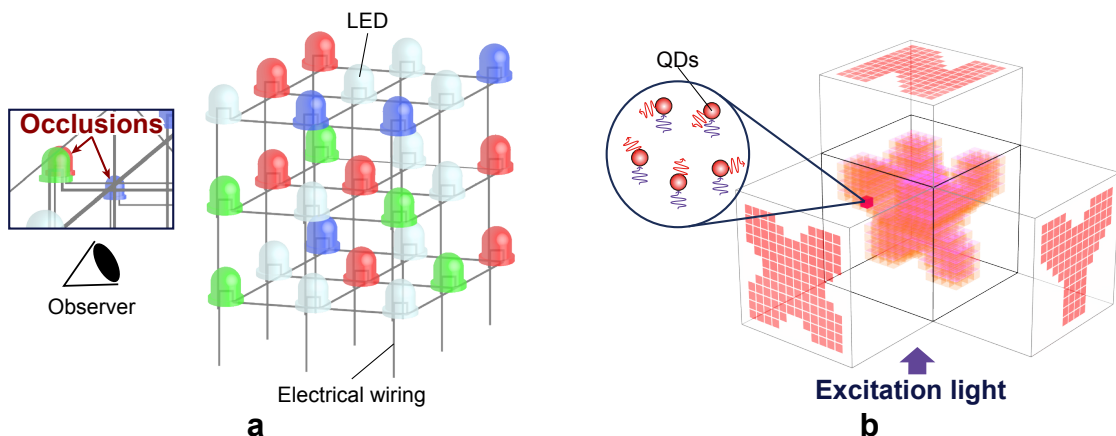 LED
Occlusions
Observer
Electrical wiring
a
QDs
N
X
Y
Excitation light
b